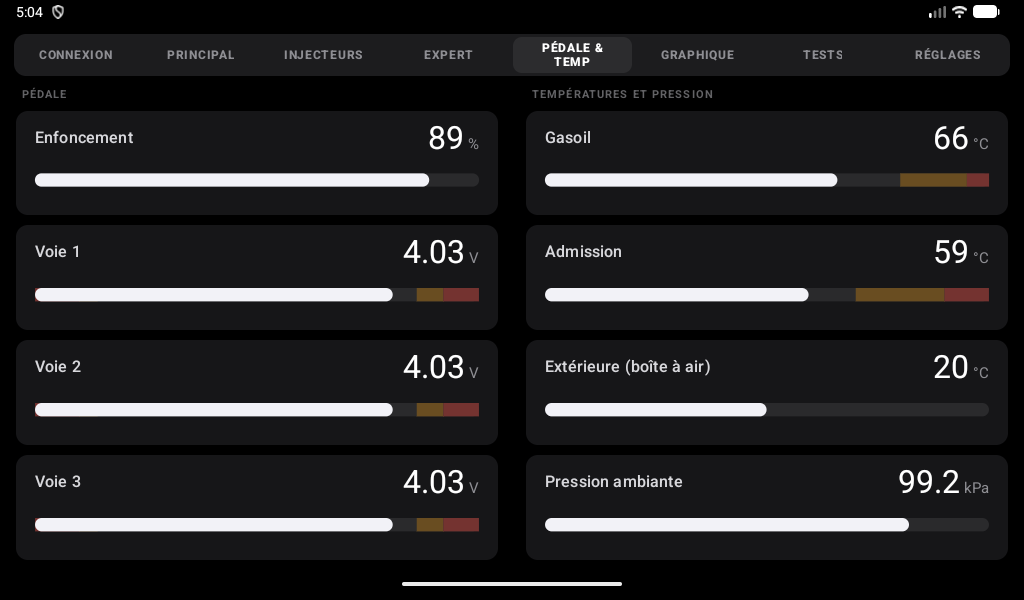 5:04
CONNEXION
PRINCIPAL
INJECTEURS
EXPERT
PÉDALE &
TEMP
GRAPHIQUE
TESTS
RÉGLAGES
PÉDALE
Enfoncement
89 %
Voie 1
4.03 V
Voie 2
4.03 V
Voie 3
4.03 V
TEMPÉRATURES ET PRESSION
Gasoil
66 °C
Admission
59 °C
Extérieure (boîte à air)
20 °C
Pression ambiante
99.2 kPa